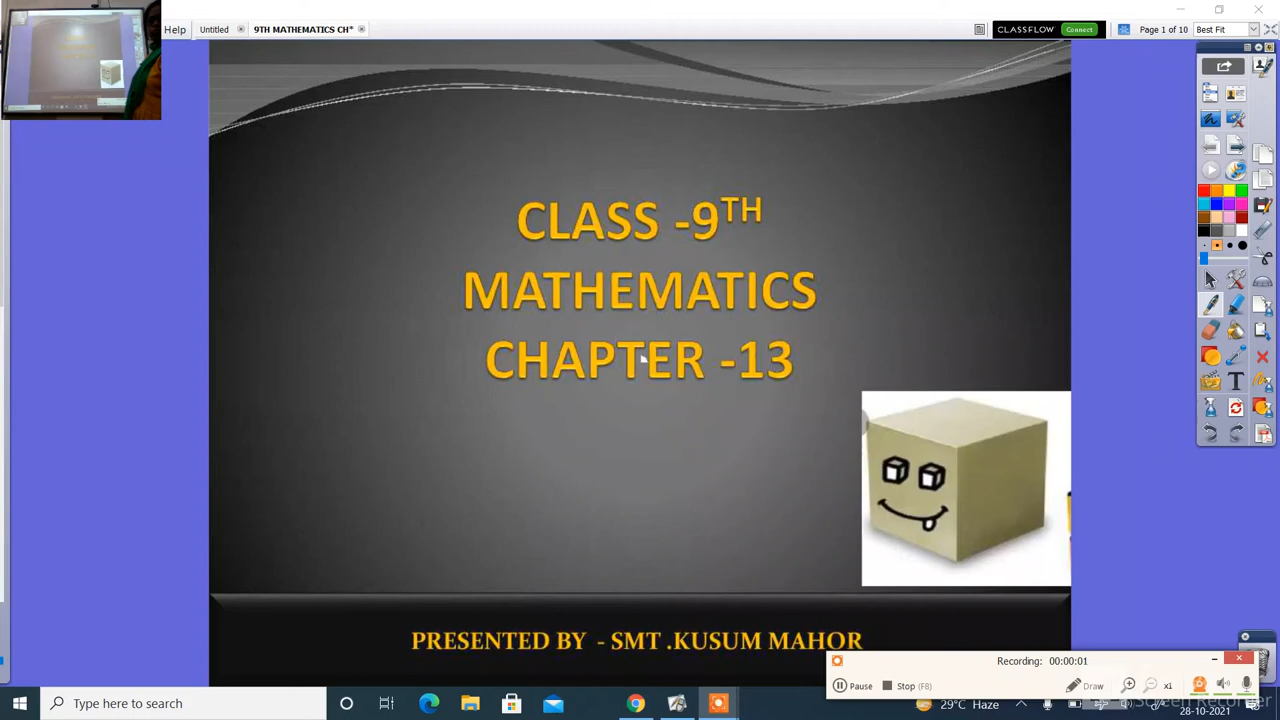 Help
Untitled
9TH MATHEMATICS CH*
CLASSFLOW
Connect
Page 1 of 10
Best Fit
CLASS -9TH
MATHEMATICS
CHAPTER -13
PRESENTED BY - SMT .KUSUM MAHOR
Recording: 00:00:01
Pause
Stop (F8)
Draw
x1
Type here to search
29°C Haze
28-10-2021